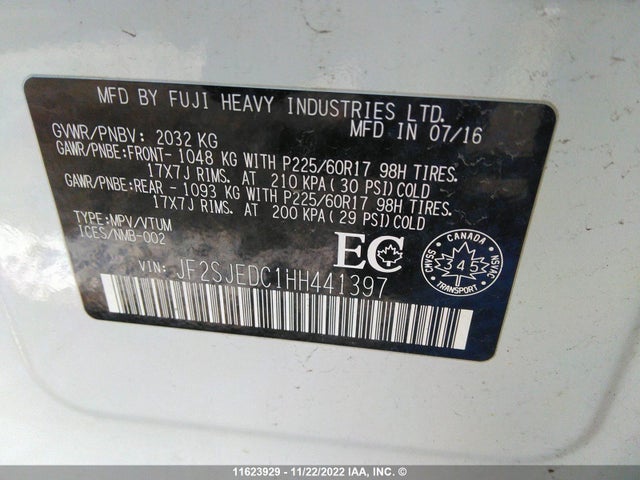 MFD BY FUJI HEAVY INDUSTRIES LTD.
MFD IN 07/16
GVWR/PNBV: 2032 KG
GAWR/PNBE:FRONT- 1048 KG WITH P225/60R17 98H TIRES.
17X7J RIMS. AT 210 KPA(30 PSI)COLD
GAWR/PNBE:REAR - 1093 KG WITH P225/60R17 98H TIRES.
17X7J RIMS. AT 200 KPA(29 PSI)COLD
TYPE:MPV/VTUM
ICES/NMB-002
EC
CANADA
SSAC
NSVAC
345
TRANSPORT
VIN: JF2SJEDC1HH441397
11623929 - 11/22/2022 IAA, INC. ©